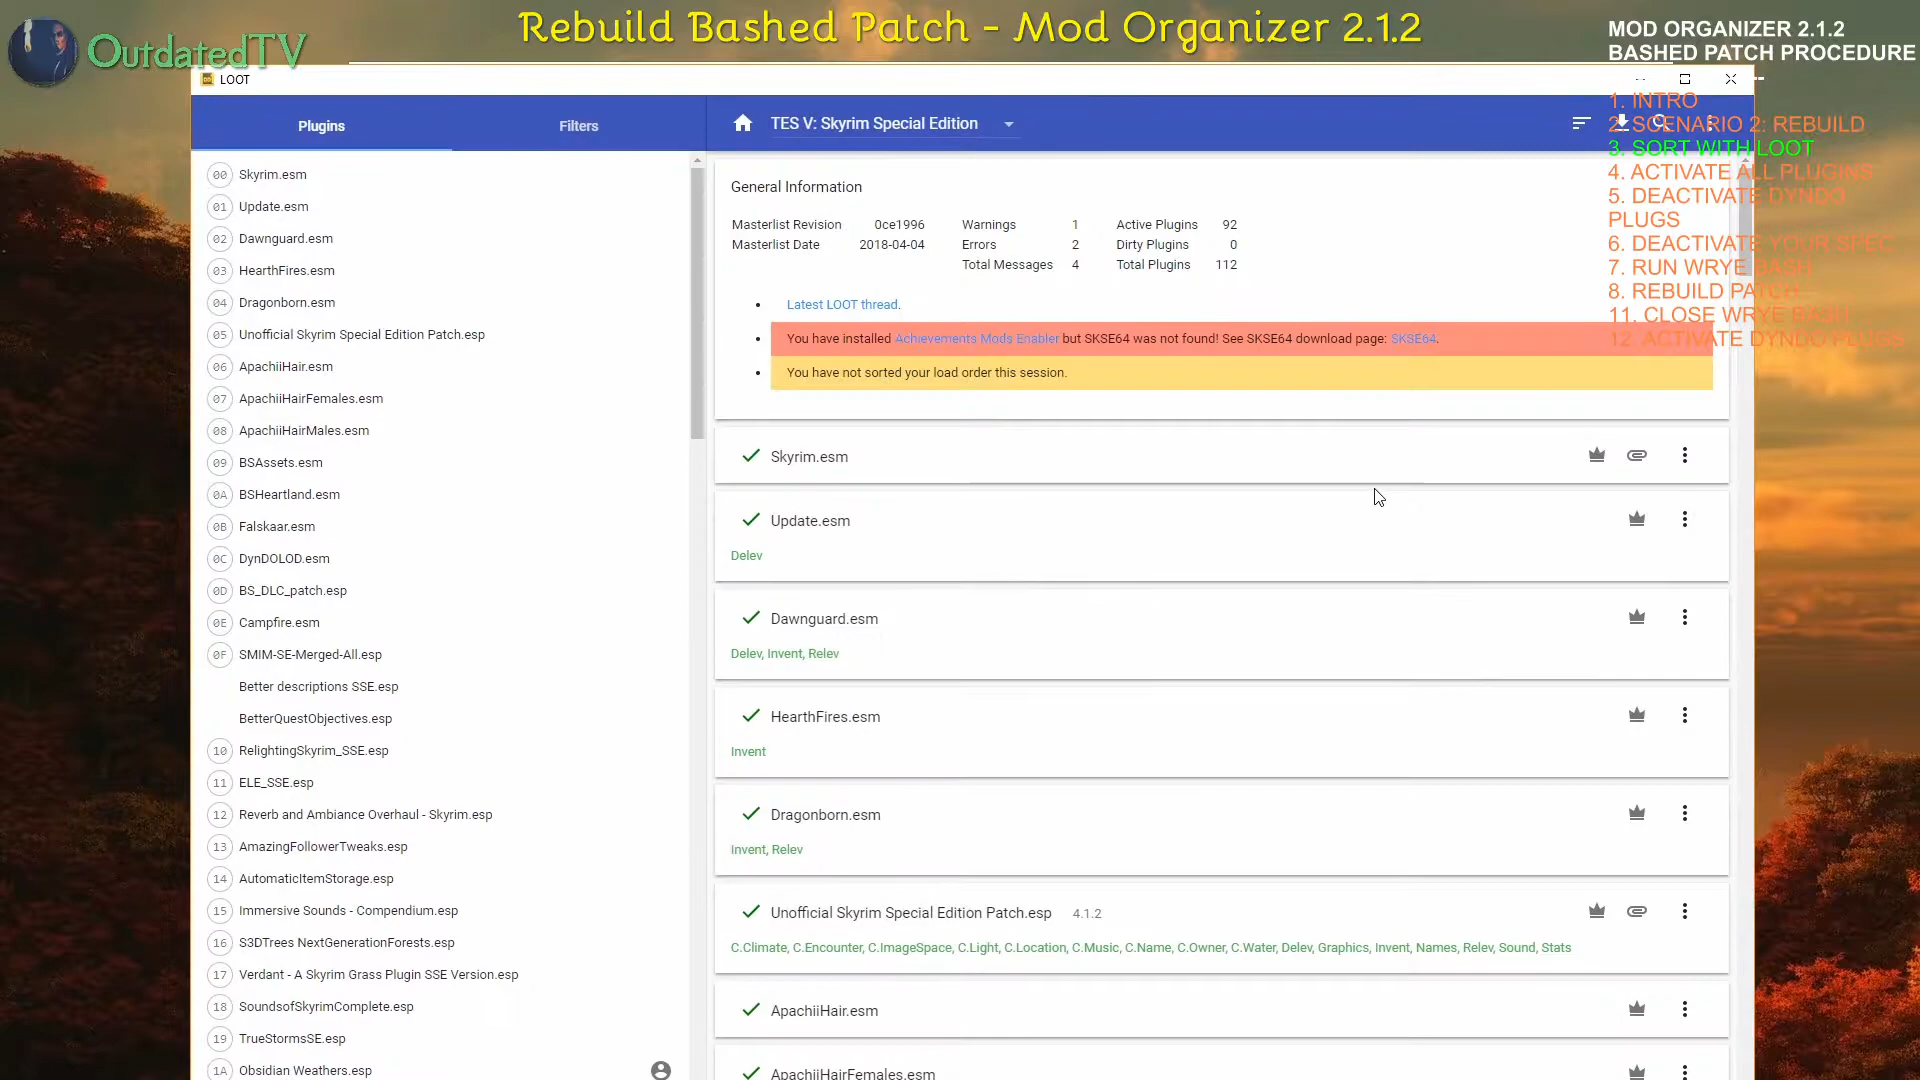 OutdatedTV
Rebuild Bashed Patch - Mod Organizer 2.1.2
MOD ORGANIZER 2.1.2
BASHED PATCH PROCEDURE
1. INTRO
2. SCENARIO 2: REBUILD
3. SORT WITH LOOT
4. ACTIVATE ALL PLUGINS
5. DEACTIVATE DYNDO
PLUGS
6. DEACTIVATE YOUR SPEC
7. RUN WRYE BASH
8. REBUILD PATCH
11. CLOSE WRYE BASH
12. ACTIVATE DYNDO PLUGS
LOOT
Plugins
Filters
TES V: Skyrim Special Edition
00 Skyrim.esm
01 Update.esm
02 Dawnguard.esm
03 HearthFires.esm
04 Dragonborn.esm
05 Unofficial Skyrim Special Edition Patch.esp
06 ApachiiHair.esm
07 ApachiiHairFemales.esm
08 ApachiiHairMales.esm
09 BSAssets.esm
0A BSHeartland.esm
0B Falskaar.esm
0C DynDOLOD.esm
0D BS_DLC_patch.esp
0E Campfire.esm
0F SMIM-SE-Merged-All.esp
Better descriptions SSE.esp
BetterQuestObjectives.esp
10 RelightingSkyrim_SSE.esp
11 ELE_SSE.esp
12 Reverb and Ambiance Overhaul - Skyrim.esp
13 AmazingFollowerTweaks.esp
14 AutomaticItemStorage.esp
15 Immersive Sounds - Compendium.esp
16 S3DTrees NextGenerationForests.esp
17 Verdant - A Skyrim Grass Plugin SSE Version.esp
18 SoundsofSkyrimComplete.esp
19 TrueStormsSE.esp
1A Obsidian Weathers.esp
General Information
Masterlist Revision 0ce1996 Warnings 1 Active Plugins 92
Masterlist Date 2018-04-04 Errors 2 Dirty Plugins 0
Total Messages 4 Total Plugins 112
Latest LOOT thread.
You have installed Achievements Mods Enabler but SKSE64 was not found! See SKSE64 download page: SKSE64.
You have not sorted your load order this session.
Skyrim.esm
Update.esm
Delev
Dawnguard.esm
Delev, Invent, Relev
HearthFires.esm
Invent
Dragonborn.esm
Invent, Relev
Unofficial Skyrim Special Edition Patch.esp 4.1.2
C.Climate, C.Encounter, C.ImageSpace, C.Light, C.Location, C.Music, C.Name, C.Owner, C.Water, Delev, Graphics, Invent, Names, Relev, Sound, Stats
ApachiiHair.esm
ApachiiHairFemales.esm